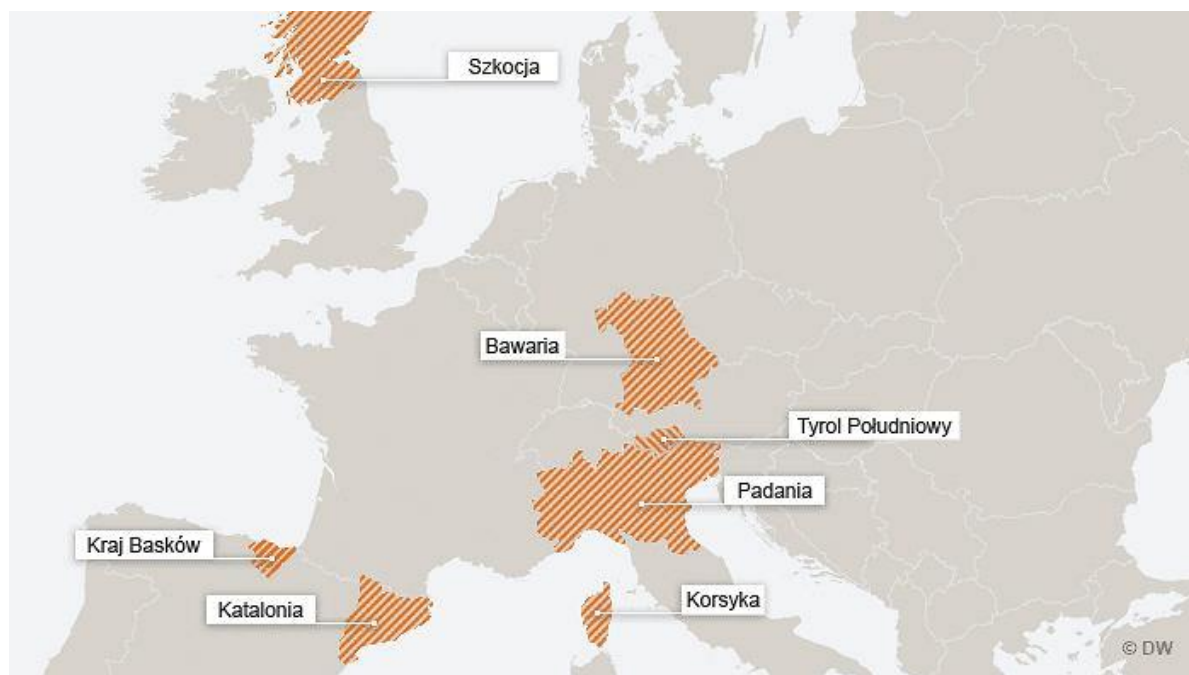 Szkocja
Bawaria
Tyrol Południowy
Padania
Kraj Basków
Katalonia
Korsyka
© DW